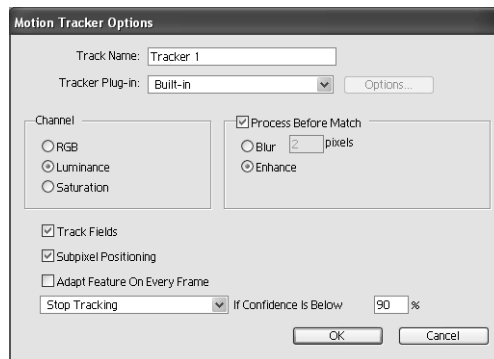 Motion Tracker Options
Track Name: Tracker 1
Tracker Plug-in: Built-in Options...
Channel
RGB
Luminance
Saturation
Process Before Match
Blur 2 pixels
Enhance
Track Fields
Subpixel Positioning
Adapt Feature On Every Frame
Stop Tracking If Confidence Is Below 90 %
OK Cancel